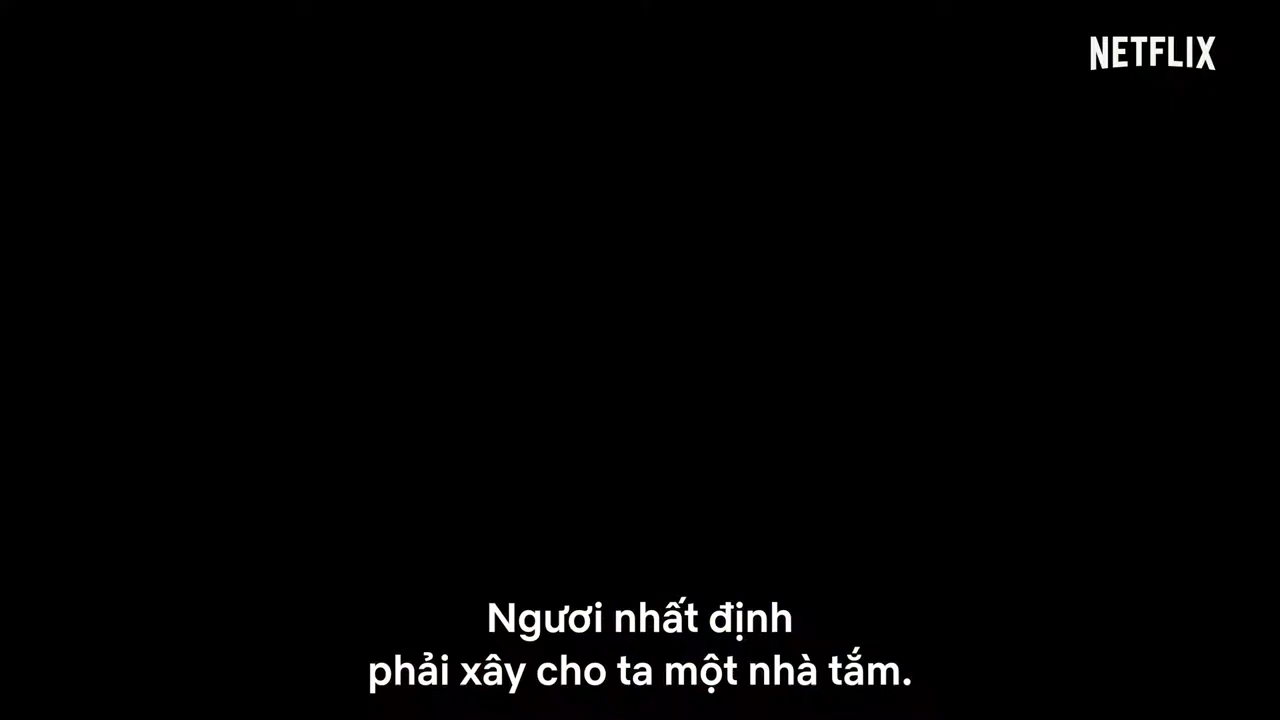 NETFLIX
Ngươi nhất định
phải xây cho ta một nhà tắm.